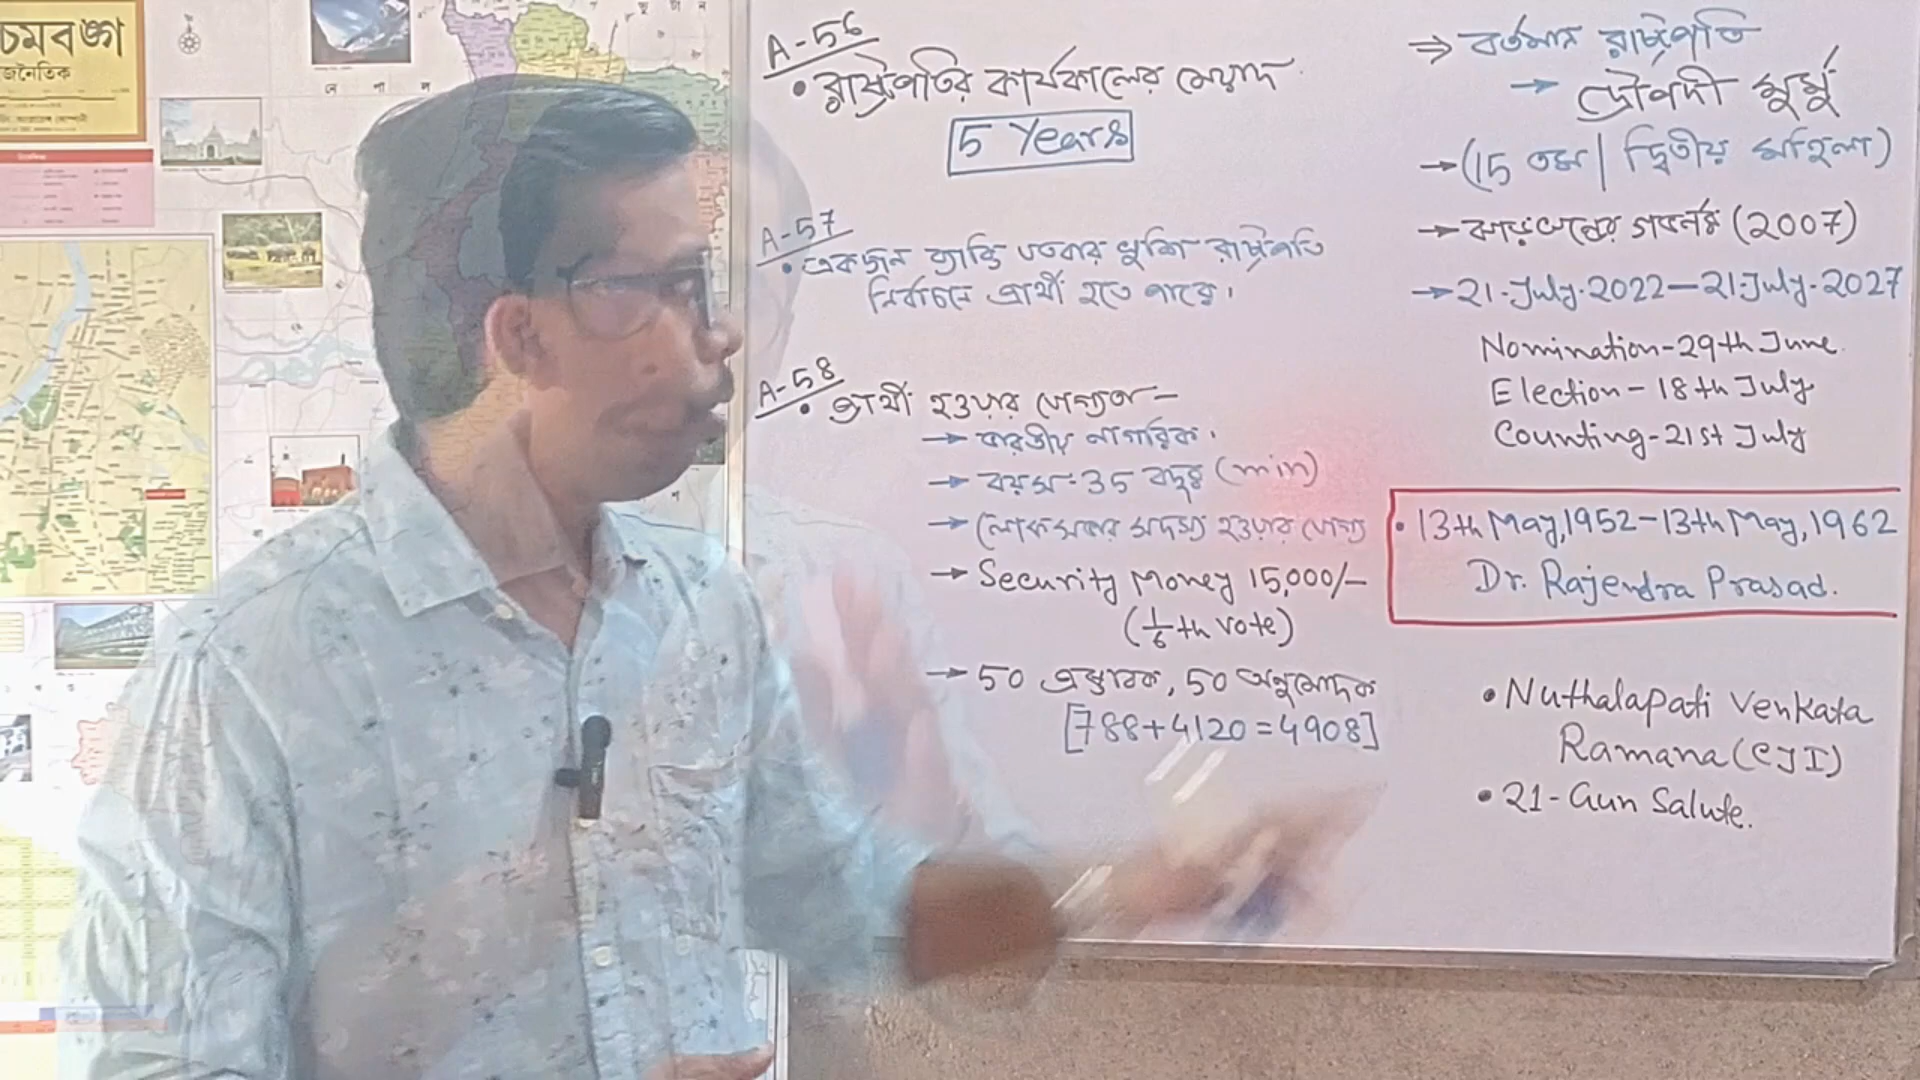 চমবঙ্গ
জনৈতিক
নে পা ল
ভু টা ন
A-56
• রাষ্ট্রপতির কার্যকালের মেয়াদ
5 Years
A-57
• একজন ব্যক্তি যতবার খুশি রাষ্ট্রপতি
নির্বাচনে প্রার্থী হতে পারে।
A-58
• প্রার্থী হওয়ার যোগ্যতা-
→ ভারতীয় নাগরিক।
→ বয়স: 35 বছর (min)
→ লোকসভার সদস্য হওয়ার যোগ্য
→ Security Money 15,000/-
(1/6 th vote)
→ 50 প্রস্তাবক, 50 অনুমোদক
[788+4120=4908]
⇒ বর্তমান রাষ্ট্রপতি
→ দ্রৌপদী মুর্মু
→ (15 তম | দ্বিতীয় মহিলা)
→ ঝাড়খণ্ডের গভর্নর (2007)
→ 21-July-2022-21-July-2027
Nomination-29th June
Election-18th July
Counting-21st July
• 13th May,1952-13th May,1962
Dr. Rajendra Prasad.
• Nuthalapati Venkata
Ramana (CJI)
• 21-Gun Salute.